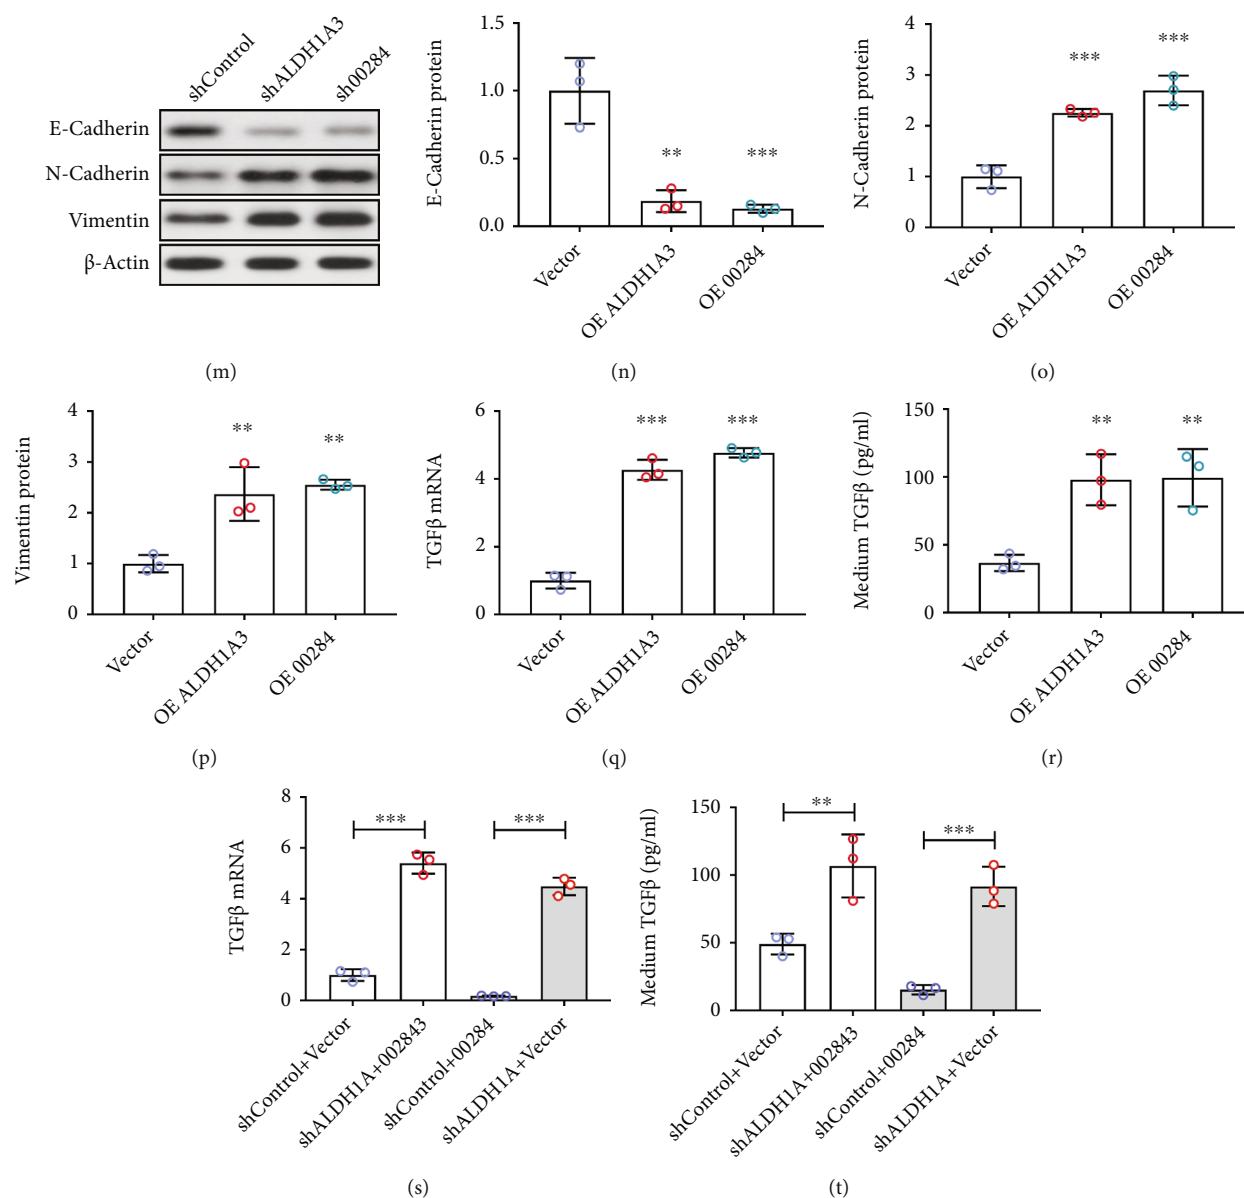 shControl
shALDH1A3
sh00284
E-Cadherin
N-Cadherin
Vimentin
β-Actin
(m)
E-Cadherin protein
1.5
1.0
0.5
0.0
**
***
Vector
OE ALDH1A3
OE 00284
(n)
N-Cadherin protein
4
3
2
1
0
***
***
Vector
OE ALDH1A3
OE 00284
(o)
Vimentin protein
4
3
2
1
0
**
**
Vector
OE ALDH1A3
OE 00284
(p)
TGFβ mRNA
6
4
2
0
***
***
Vector
OE ALDH1A3
OE 00284
(q)
Medium TGFβ (pg/ml)
150
100
50
0
**
**
Vector
OE ALDH1A3
OE 00284
(r)
TGFβ mRNA
8
6
4
2
0
***
***
shControl+Vector
shALDH1A+002843
shControl+00284
shALDH1A+Vector
(s)
Medium TGFβ (pg/ml)
150
100
50
0
**
***
shControl+Vector
shALDH1A+002843
shControl+00284
shALDH1A+Vector
(t)